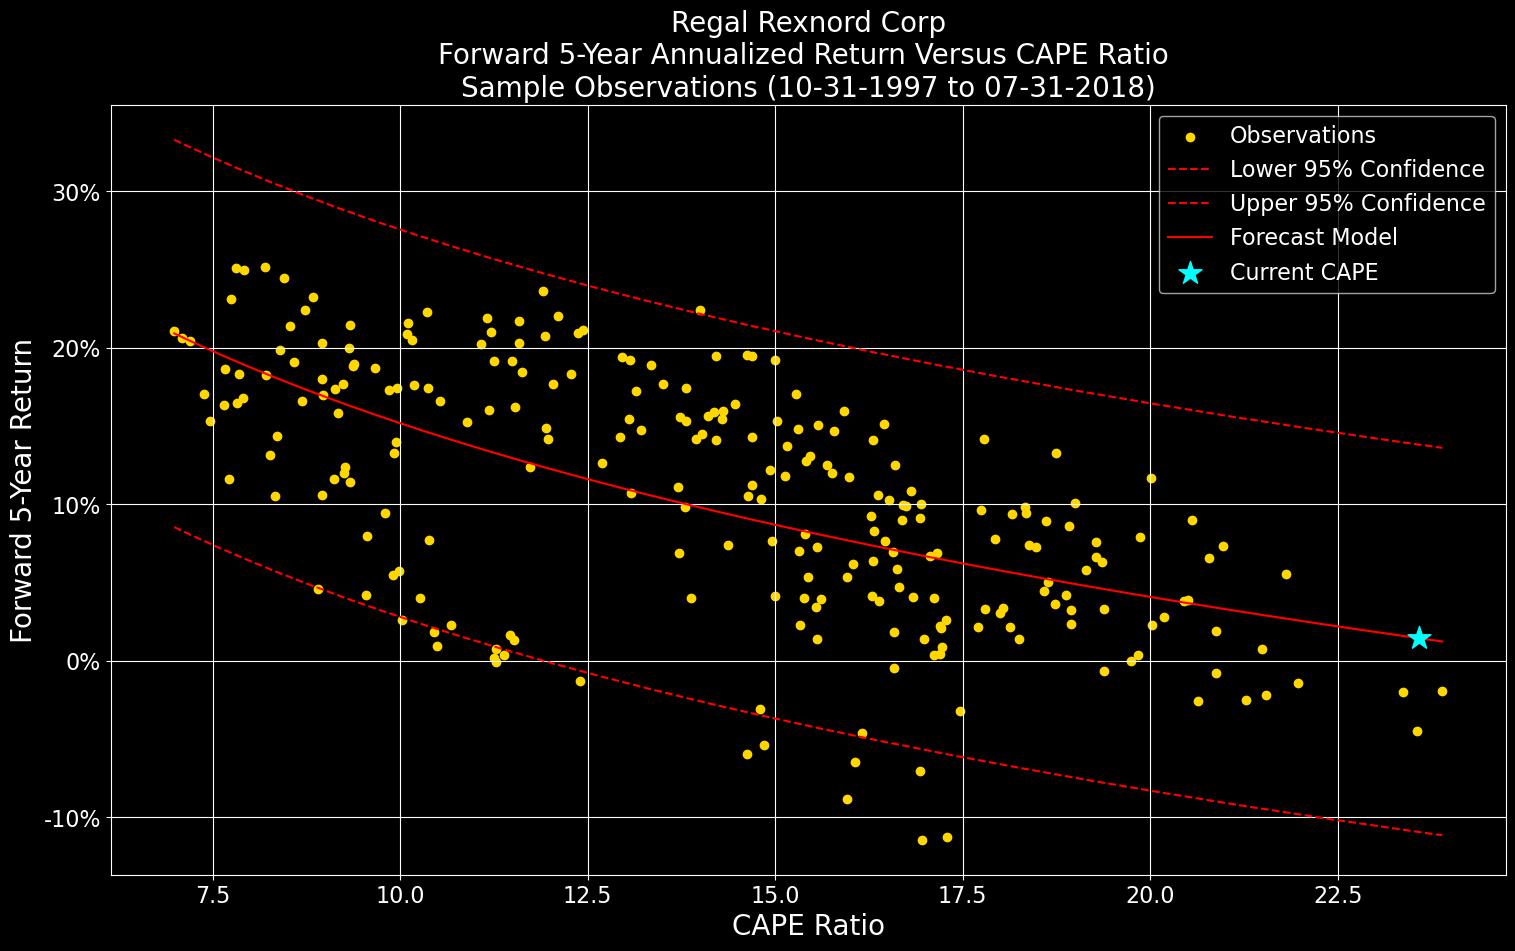 Regal Rexnord Corp
Forward 5-Year Annualized Return Versus CAPE Ratio
Sample Observations (10-31-1997 to 07-31-2018)
Observations
Lower 95% Confidence
Upper 95% Confidence
Forecast Model
Current CAPE
Forward 5-Year Return
30%
20%
10%
0%
-10%
7.5 10.0 12.5 15.0 17.5 20.0 22.5
CAPE Ratio